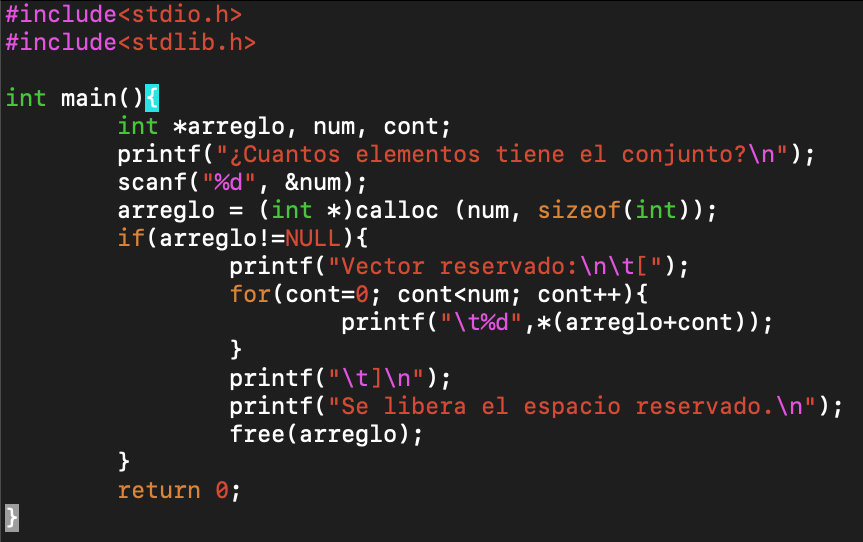 #include<stdio.h>
#include<stdlib.h>

int main(){
        int *arreglo, num, cont;
        printf("¿Cuantos elementos tiene el conjunto?\n");
        scanf("%d", &num);
        arreglo = (int *)calloc (num, sizeof(int));
        if(arreglo!=NULL){
                printf("Vector reservado:\n\t[");
                for(cont=0; cont<num; cont++){
                        printf("\t%d",*(arreglo+cont));
                }
                printf("\t]\n");
                printf("Se libera el espacio reservado.\n");
                free(arreglo);
        }
        return 0;
}